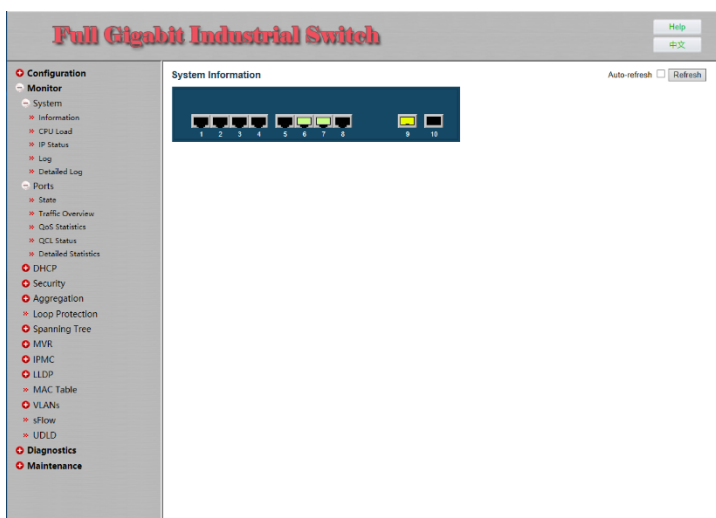 Full Gigabit Industrial Switch
Help
中文
Configuration
Monitor
System
Information
CPU Load
IP Status
Log
Detailed Log
Ports
State
Traffic Overview
QoS Statistics
QCL Status
Detailed Statistics
DHCP
Security
Aggregation
Loop Protection
Spanning Tree
MVR
IPMC
LLDP
MAC Table
VLANs
sFlow
UDLD
Diagnostics
Maintenance
System Information
Auto-refresh Refresh
1 2 3 4 5 6 7 8 9 10